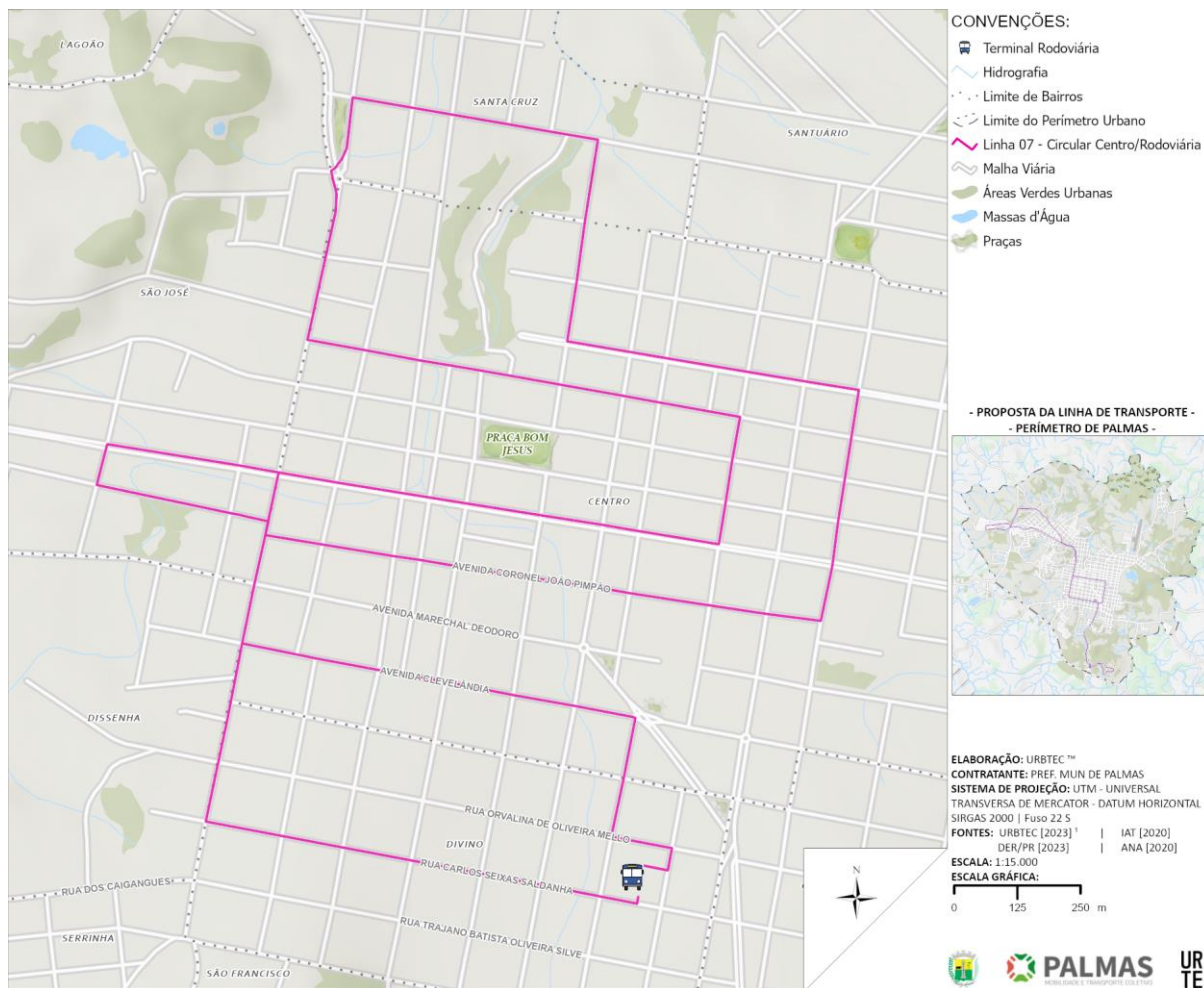 LAGOÃO
SANTA CRUZ
SANTUÁRIO
SÃO JOSÉ
PRAÇA BOM
JESUS
CENTRO
AVENIDA CORONEL JOÃO PIMPÃO
AVENIDA MARECHAL DEODORO
AVENIDA CLEVELÂNDIA
DISSENHA
RUA ORVALINA DE OLIVEIRA MELLO
DIVINO
RUA CARLOS SEIXAS SALDANHA
RUA DOS CAIGANGUES
RUA TRAJANO BATISTA OLIVEIRA SILVE
SERRINHA
SÃO FRANCISCO
N
CONVENÇÕES:
Terminal Rodoviária
Hidrografia
Limite de Bairros
Limite do Perímetro Urbano
Linha 07 - Circular Centro/Rodoviária
Malha Viária
Áreas Verdes Urbanas
Massas d'Água
Praças
- PROPOSTA DA LINHA DE TRANSPORTE -
- PERÍMETRO DE PALMAS -
ELABORAÇÃO: URBTEC ™
CONTRATANTE: PREF. MUN DE PALMAS
SISTEMA DE PROJEÇÃO: UTM - UNIVERSAL
TRANSVERSA DE MERCATOR - DATUM HORIZONTAL
SIRGAS 2000 | Fuso 22 S
FONTES: URBTEC [2023] ¹ | IAT [2020]
DER/PR [2023] | ANA [2020]
ESCALA: 1:15.000
ESCALA GRÁFICA:
0 125 250 m
PALMAS
MOBILIDADE E TRANSPORTE COLETIVO
UR
TE